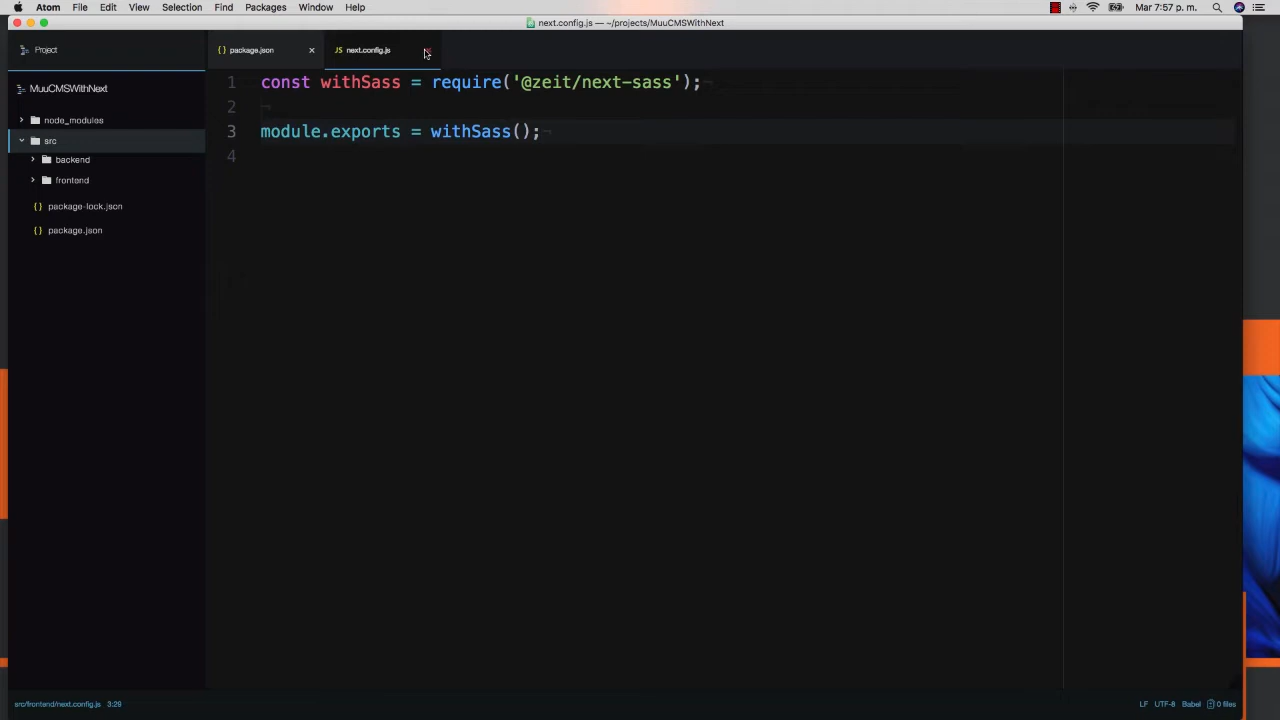 Atom File Edit View Selection Find Packages Window Help Mar 7:57 p. m.
next.config.js — ~/projects/MuuCMSWithNext
Project
{} package.json ×
JS next.config.js ×
MuuCMSWithNext
node_modules
src
backend
frontend
{} package-lock.json
{} package.json
1 const withSass = require('@zeit/next-sass');¬
2 ¬
3 module.exports = withSass();¬
4
src/frontend/next.config.js 3:29 LF UTF-8 Babel 0 files